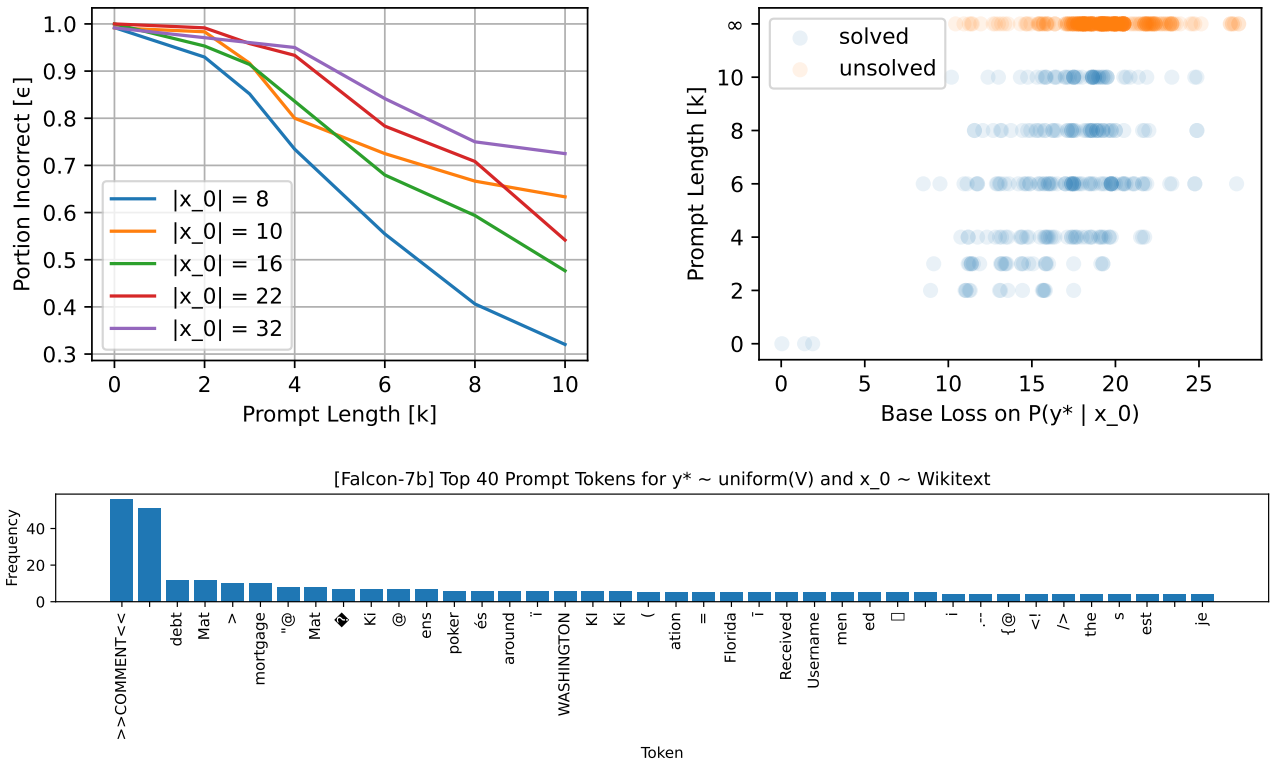 1.0
0.9
0.8
0.7
0.6
0.5
0.4
0.3
Portion Incorrect [ϵ]
|x_0| = 8
|x_0| = 10
|x_0| = 16
|x_0| = 22
|x_0| = 32
0 2 4 6 8 10
Prompt Length [k]
∞
10
8
6
4
2
0
Prompt Length [k]
solved
unsolved
0 5 10 15 20 25
Base Loss on P(y* | x_0)
[Falcon-7b] Top 40 Prompt Tokens for y* ~ uniform(V) and x_0 ~ Wikitext
Frequency
40
20
0
>>COMMENT<<
debt
Mat
>
mortgage
"@
Mat
�
Ki
@
ens
poker
és
around
ï
WASHINGTON
KI
Ki
(
ation
=
Florida
ī
Received
Username
men
ed
i
.--
{@
<!
/>
the
s
est
je
Token